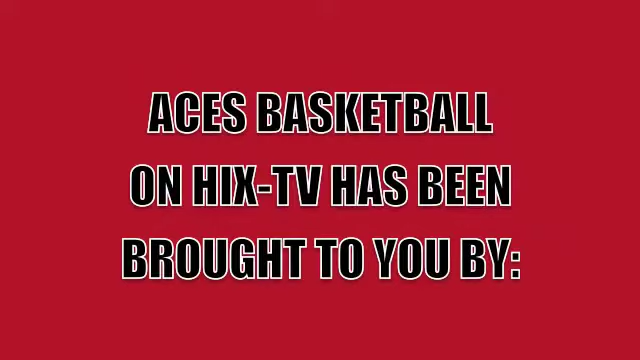 ACES BASKETBALL
ON HIX-TV HAS BEEN
BROUGHT TO YOU BY: